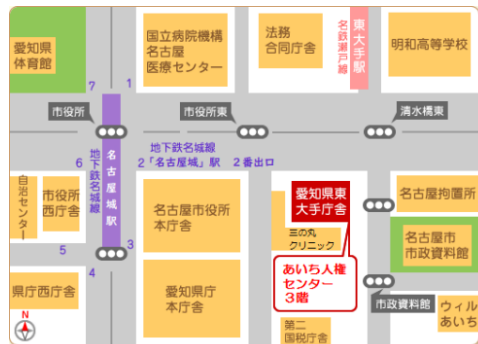 愛知県
体育館
国立病院機構
名古屋
医療センター
法務
合同庁舎
名鉄瀬戸線
東大手駅
明和高等学校
7
1
市役所
市役所東
清水橋東
地下鉄名城線
名古屋城駅
地下鉄名城線
2「名古屋城」駅 2番出口
6
自治センター
市役所
西庁舎
名古屋市役所
本庁舎
愛知県東
大手庁舎
三の丸
クリニック
名古屋拘置所
名古屋市
市政資料館
3
5
4
あいち人権
センター
3階
県庁西庁舎
愛知県庁
本庁舎
市政資料館
ウィル
あいち
第二
国税庁舎
N